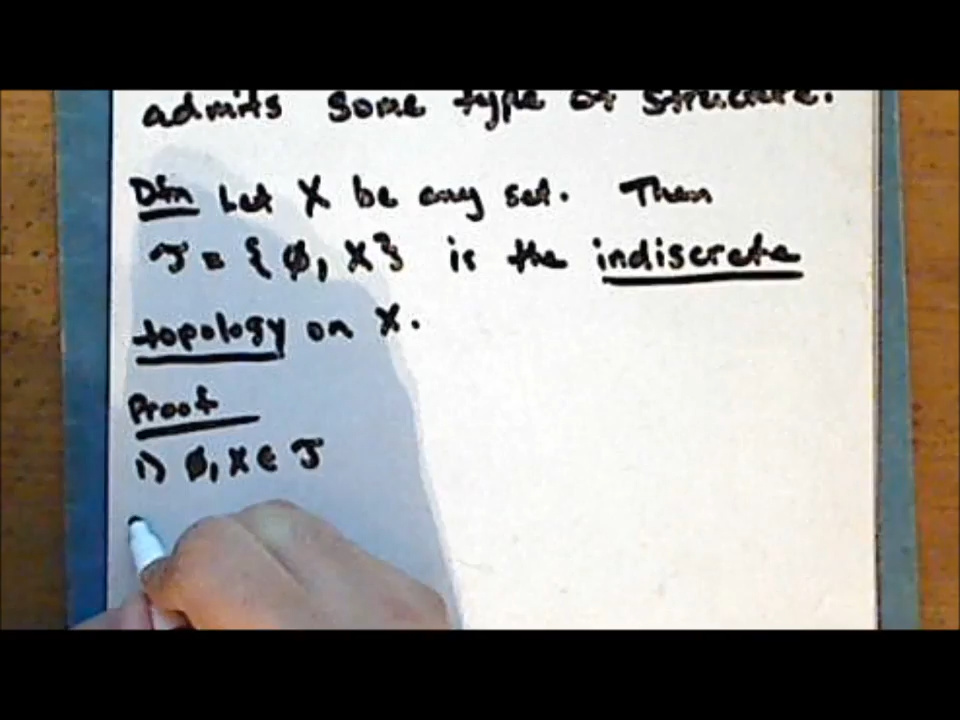 admits some type of structure.
Dfn Let X be any set. Then
𝒯 = {∅, X} is the indiscrete
topology on X.
Proof
1) ∅, X ∈ 𝒯